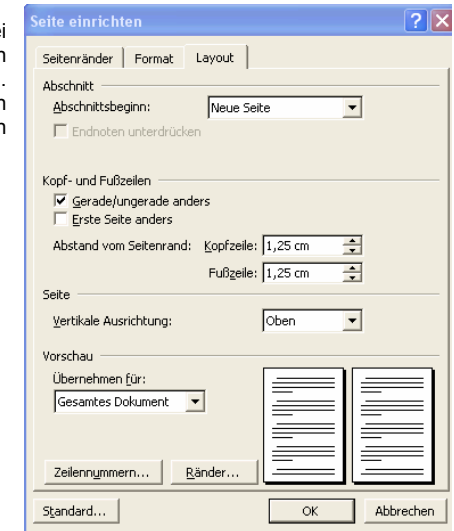 Seite einrichten
Seitenränder Format Layout
Abschnitt
Abschnittsbeginn: Neue Seite
Endnoten unterdrücken
Kopf- und Fußzeilen
Gerade/ungerade anders
Erste Seite anders
Abstand vom Seitenrand: Kopfzeile: 1,25 cm
Fußzeile: 1,25 cm
Seite
Vertikale Ausrichtung: Oben
Vorschau
Übernehmen für:
Gesamtes Dokument
Zeilennummern... Ränder...
Standard... OK Abbrechen